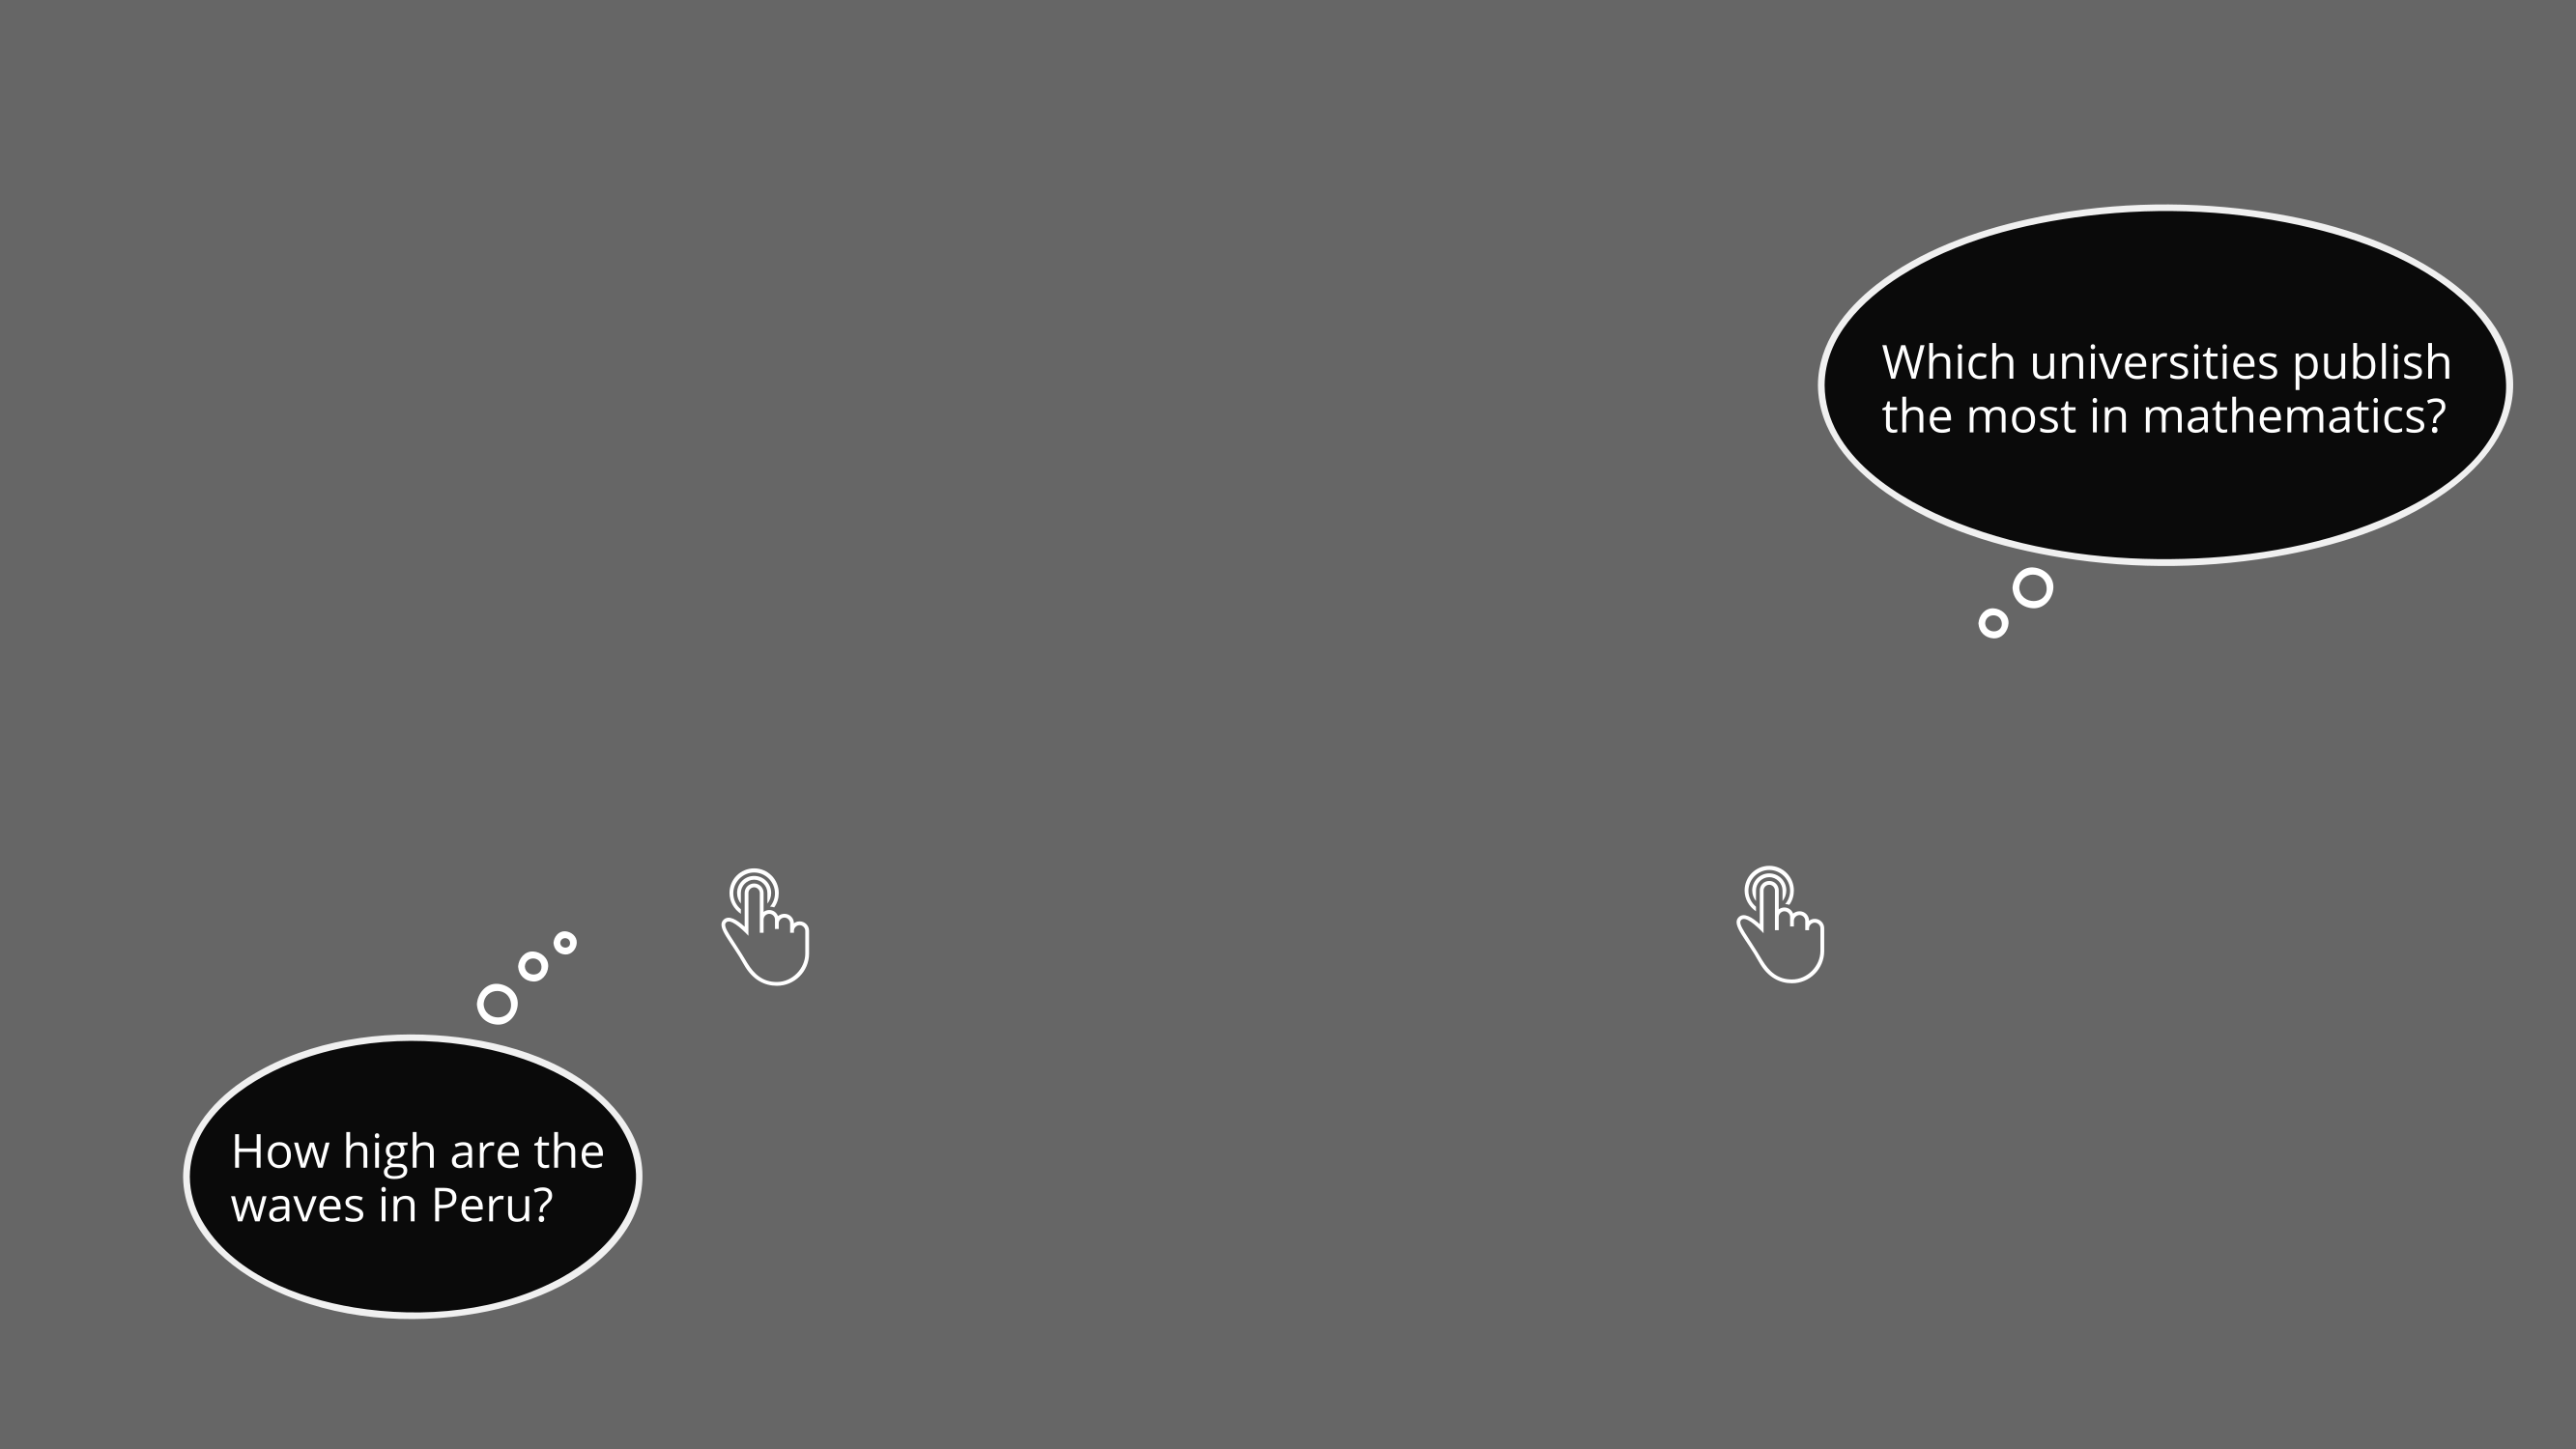 Which universities publish
the most in mathematics?
How high are the
waves in Peru?